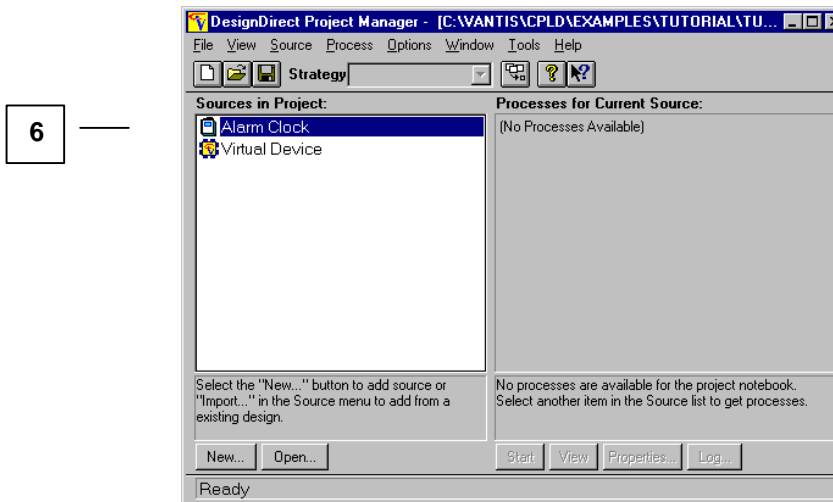 DesignDirect Project Manager - [C:\VANTIS\CPLD\EXAMPLES\TUTORIAL\TU...
File View Source Process Options Window Tools Help
Strategy
Sources in Project:
Processes for Current Source:
6
Alarm Clock
(No Processes Available)
Virtual Device
Select the "New..." button to add source or
"Import..." in the Source menu to add from a
existing design.
No processes are available for the project notebook.
Select another item in the Source list to get processes.
New... Open...
Start View Properties... Log...
Ready